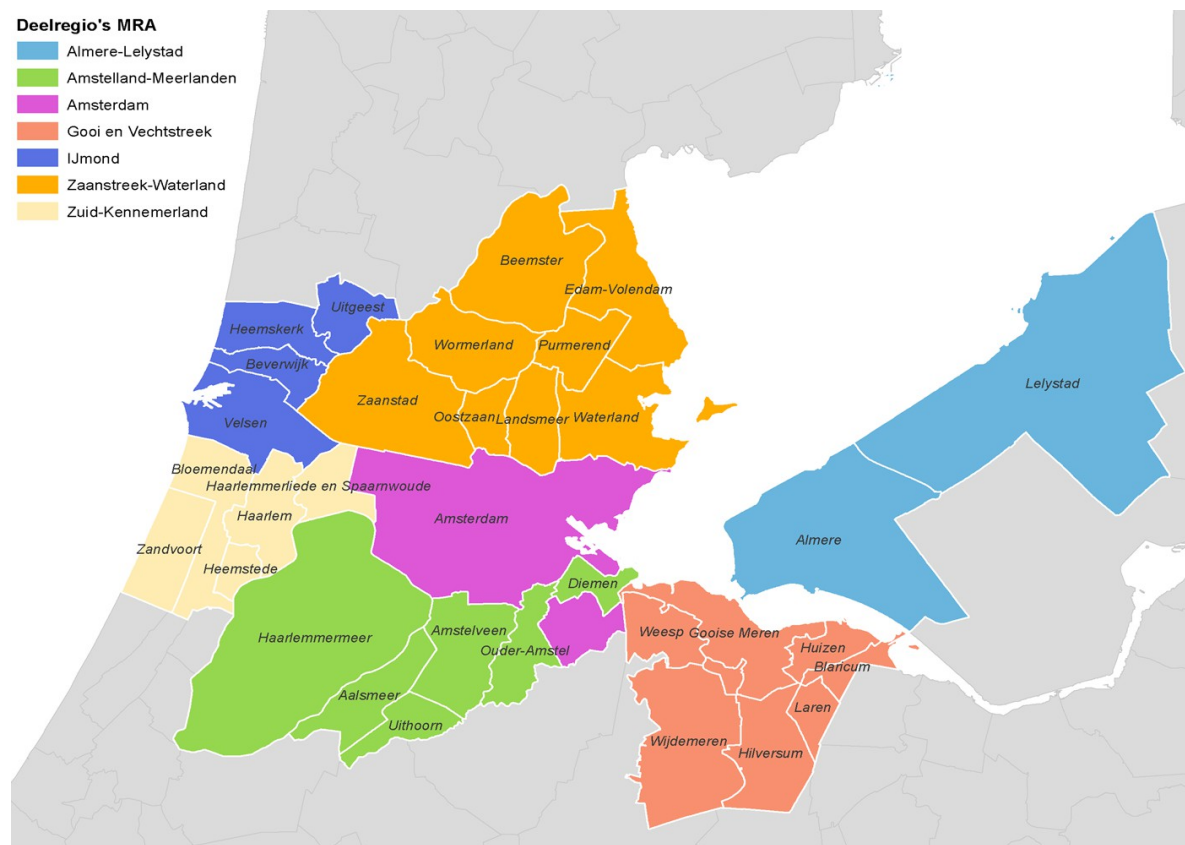 Deelregio's MRA
Almere-Lelystad
Amstelland-Meerlanden
Amsterdam
Gooi en Vechtstreek
IJmond
Zaanstreek-Waterland
Zuid-Kennemerland
Beemster
Edam-Volendam
Uitgeest
Heemskerk
Wormerland
Purmerend
Beverwijk
Lelystad
Zaanstad
Oostzaan
Landsmeer
Waterland
Velsen
Bloemendaal
Haarlemmerliede en Spaarnwoude
Haarlem
Amsterdam
Almere
Zandvoort
Heemstede
Diemen
Haarlemmermeer
Amstelveen
Weesp
Gooise Meren
Ouder-Amstel
Huizen
Blaricum
Aalsmeer
Laren
Uithoorn
Wijdemeren
Hilversum